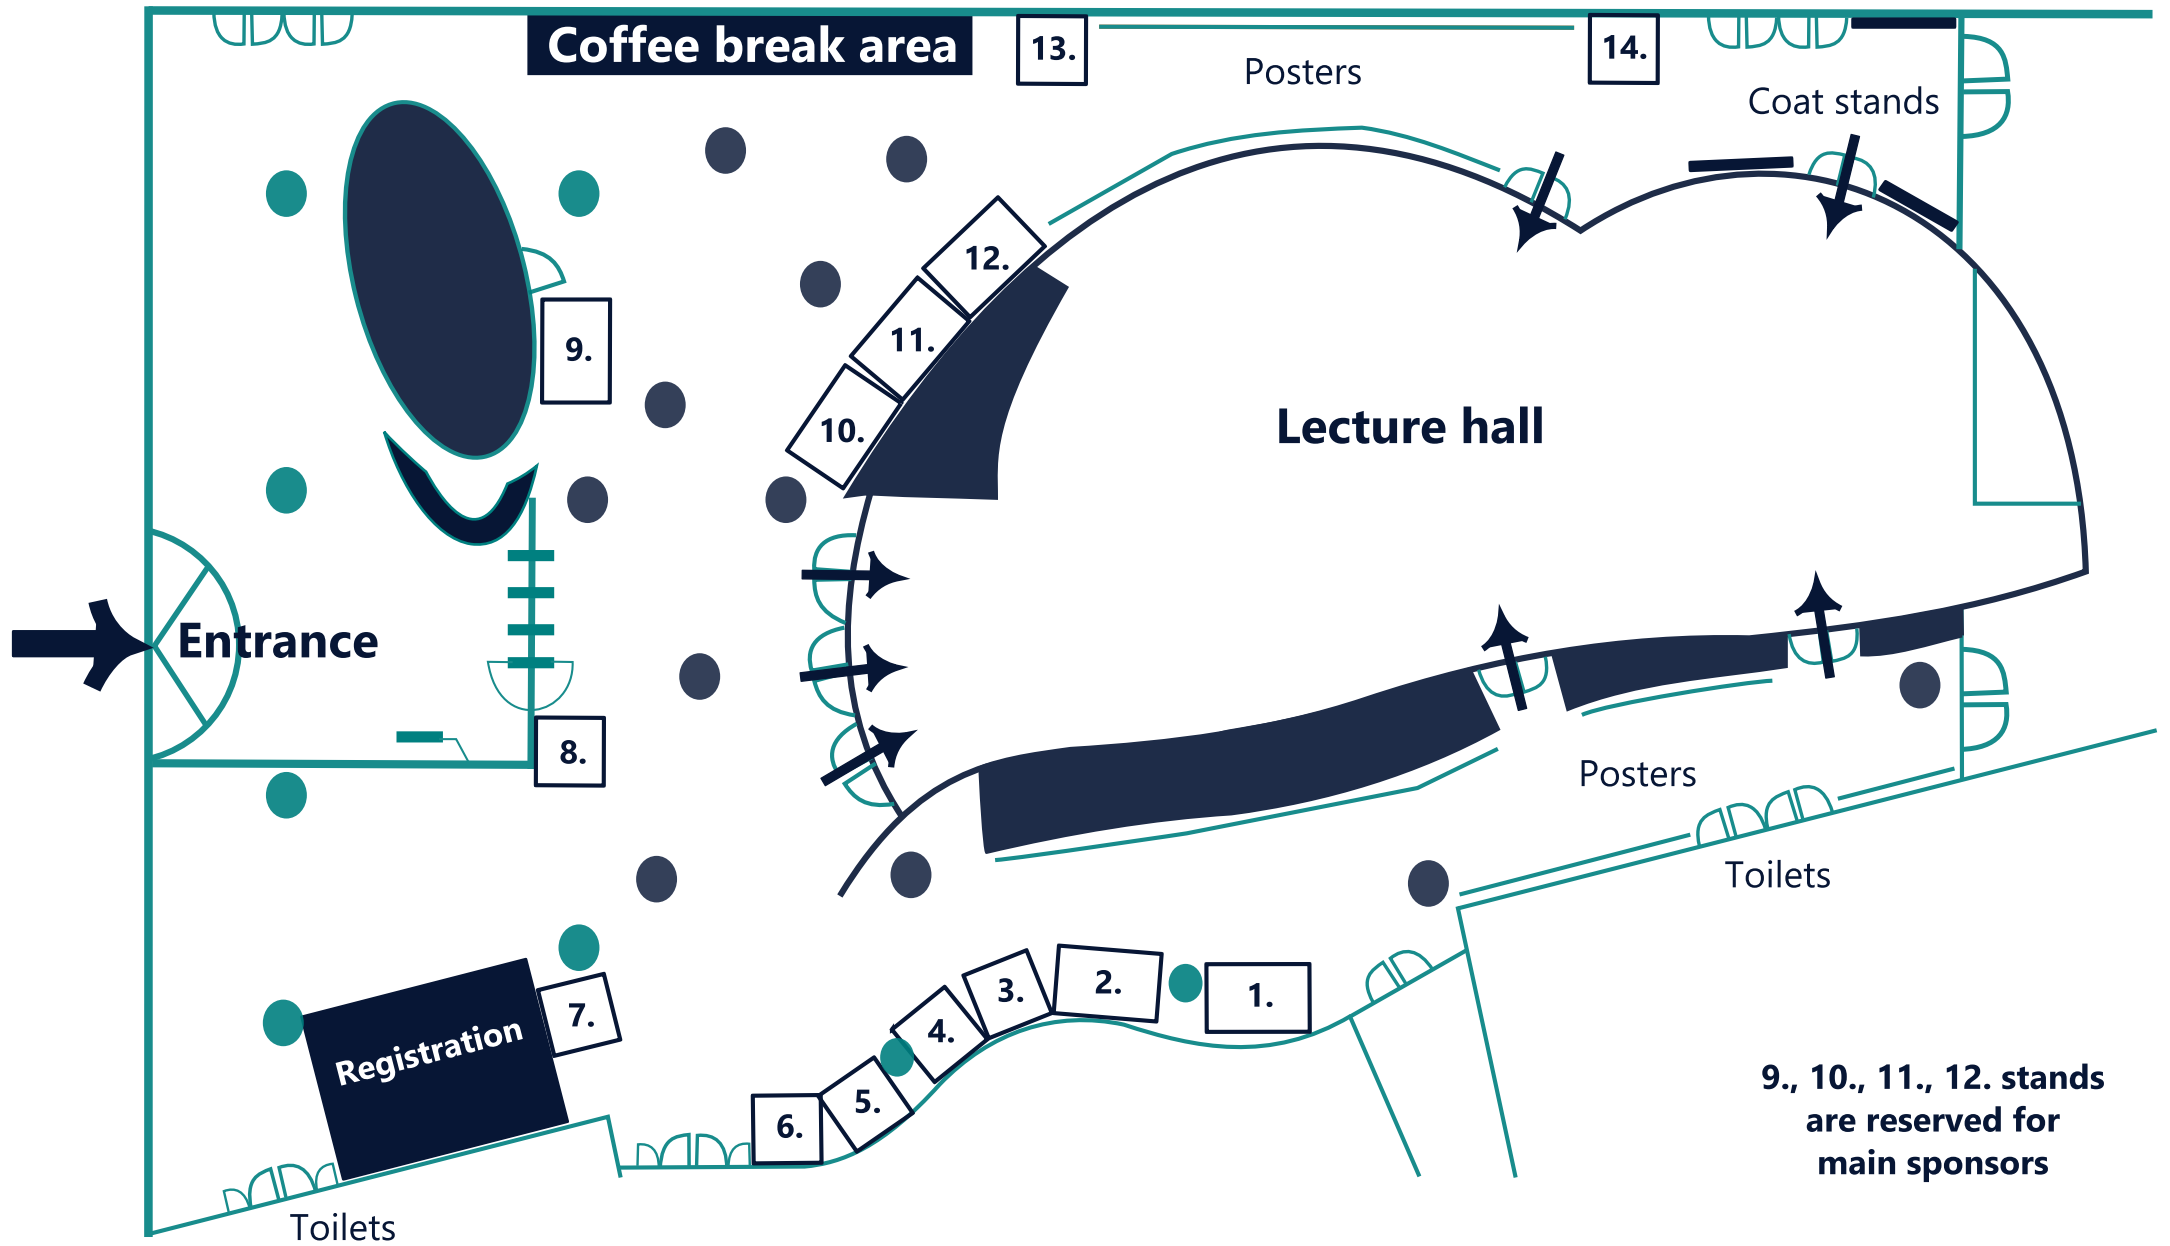 Coffee break area
13.
14.
Posters
Coat stands
12.
11.
9.
10.
Lecture hall
Entrance
8.
Posters
Toilets
2.
1.
3.
7.
4.
Registration
5.
6.
9., 10., 11., 12. stands
are reserved for
main sponsors
Toilets